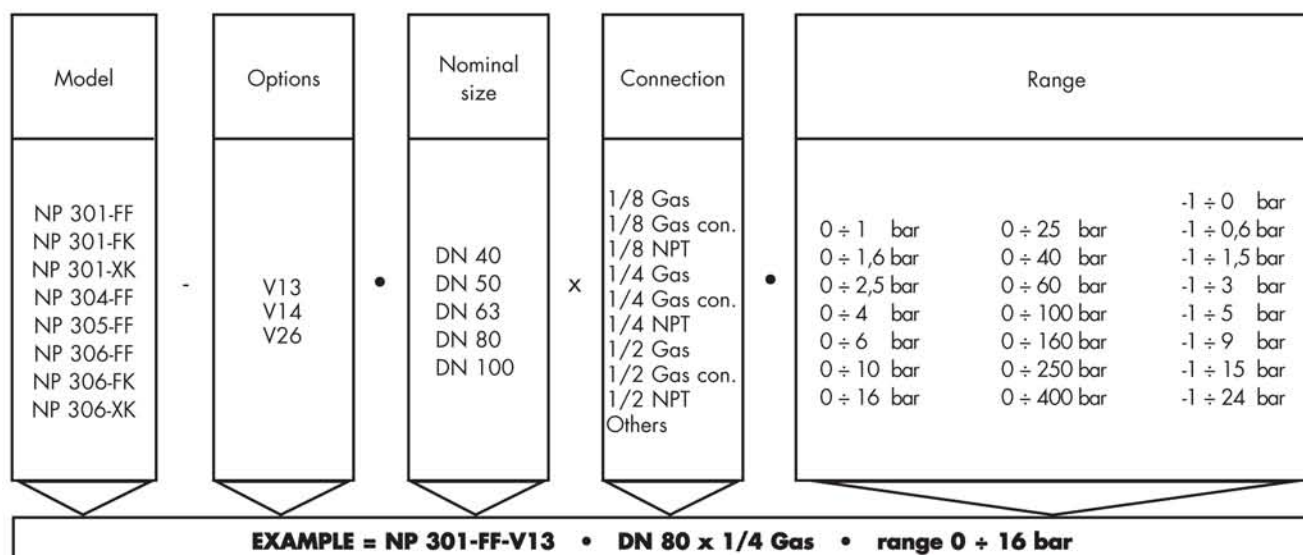 Model
Options
Nominal
size
Connection
Range
NP 301-FF
NP 301-FK
NP 301-XK
NP 304-FF
NP 305-FF
NP 306-FF
NP 306-FK
NP 306-XK
-
V13
V14
V26
•
DN 40
DN 50
DN 63
DN 80
DN 100
x
1/8 Gas
1/8 Gas con.
1/8 NPT
1/4 Gas
1/4 Gas con.
1/4 NPT
1/2 Gas
1/2 Gas con.
1/2 NPT
Others
•
0 ÷ 1 bar
0 ÷ 1,6 bar
0 ÷ 2,5 bar
0 ÷ 4 bar
0 ÷ 6 bar
0 ÷ 10 bar
0 ÷ 16 bar
0 ÷ 25 bar
0 ÷ 40 bar
0 ÷ 60 bar
0 ÷ 100 bar
0 ÷ 160 bar
0 ÷ 250 bar
0 ÷ 400 bar
-1 ÷ 0 bar
-1 ÷ 0,6 bar
-1 ÷ 1,5 bar
-1 ÷ 3 bar
-1 ÷ 5 bar
-1 ÷ 9 bar
-1 ÷ 15 bar
-1 ÷ 24 bar
EXAMPLE = NP 301-FF-V13 • DN 80 x 1/4 Gas • range 0 ÷ 16 bar